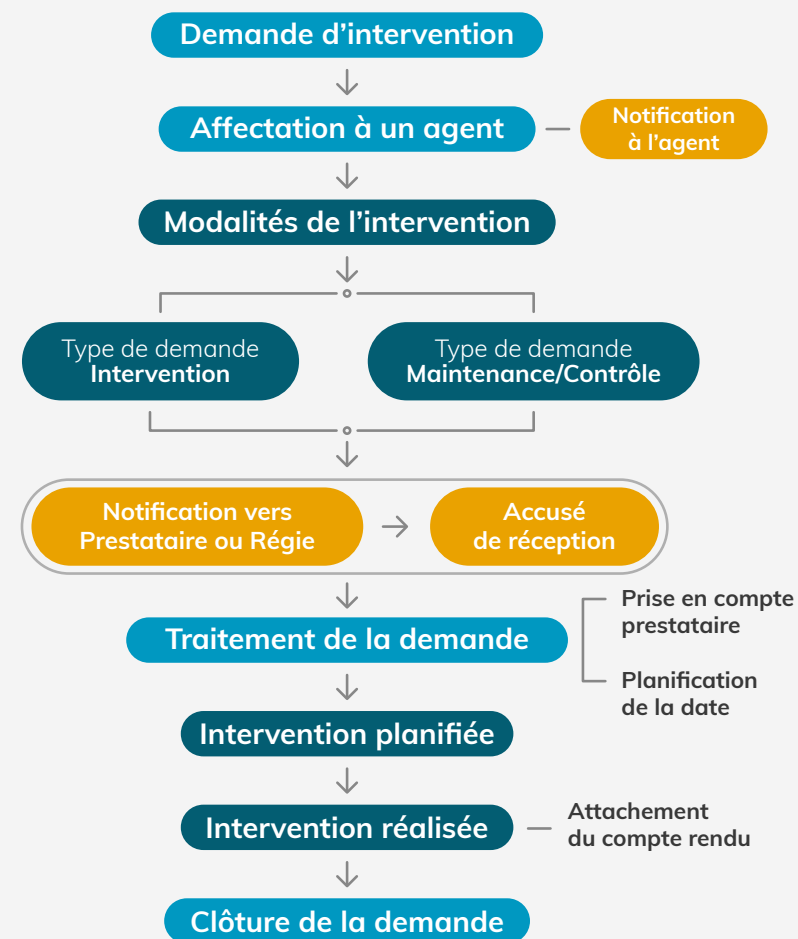 Demande d’intervention
Affectation à un agent
Notification
à l’agent
Modalités de l’intervention
Type de demande
Intervention
Type de demande
Maintenance/Contrôle
Notification vers
Prestataire ou Régie
Accusé
de réception
Traitement de la demande
Prise en compte
prestataire
Planification
de la date
Intervention planifiée
Intervention réalisée
Attachement
du compte rendu
Clôture de la demande